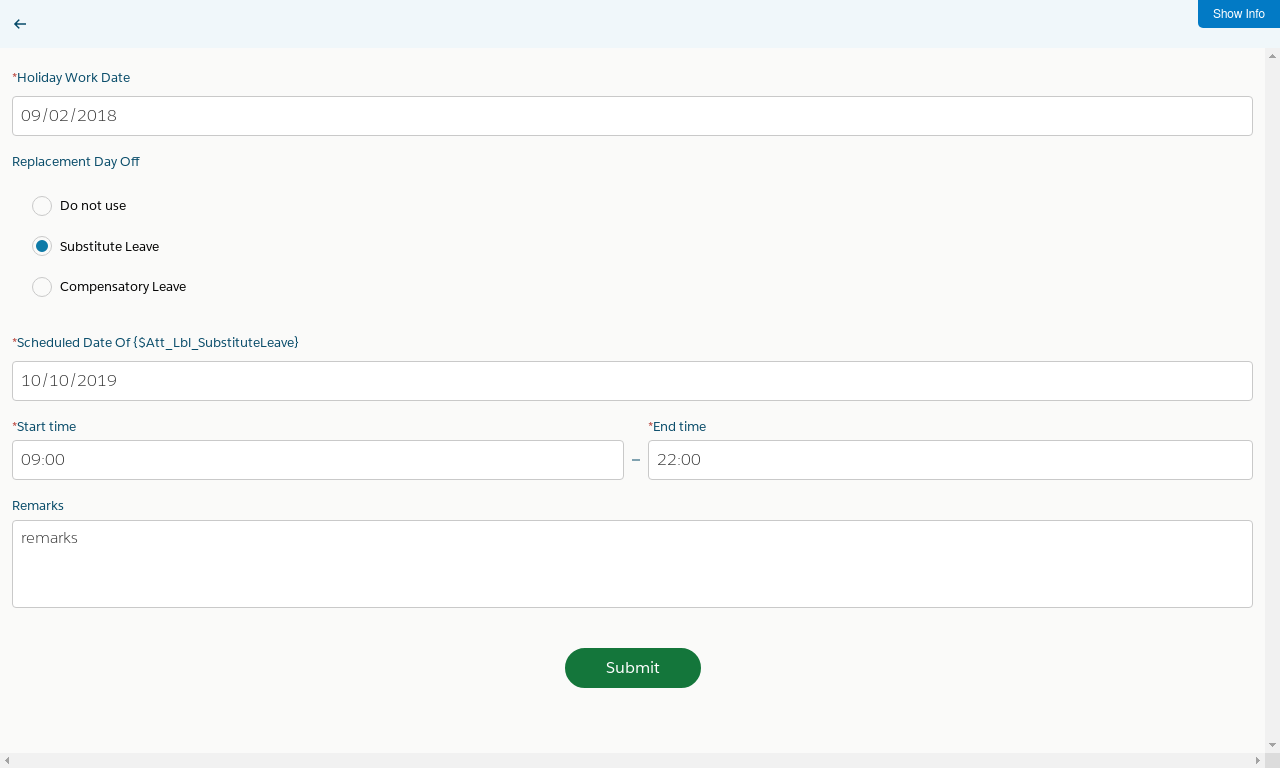 Show Info
*Holiday Work Date
09/02/2018
Replacement Day Off
Do not use
Substitute Leave
Compensatory Leave
*Scheduled Date Of {$Att_Lbl_SubstituteLeave}
10/10/2019
*Start time
*End time
09:00
–
22:00
Remarks
remarks
Submit